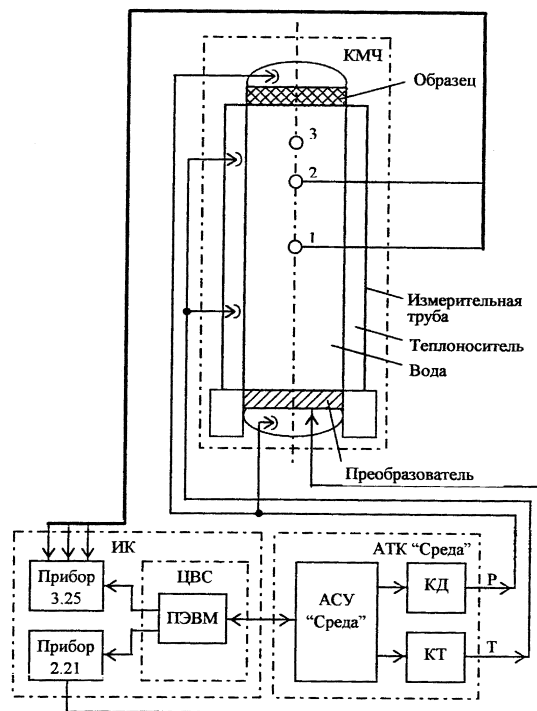 КМЧ
Образец
3
2
1
Измерительная
труба
Теплоноситель
Вода
Преобразователь
ИК
АТК “Среда”
Прибор
3.25
ЦВС
ПЭВМ
АСУ
“Среда”
КД
Р
Прибор
2.21
КТ
Т